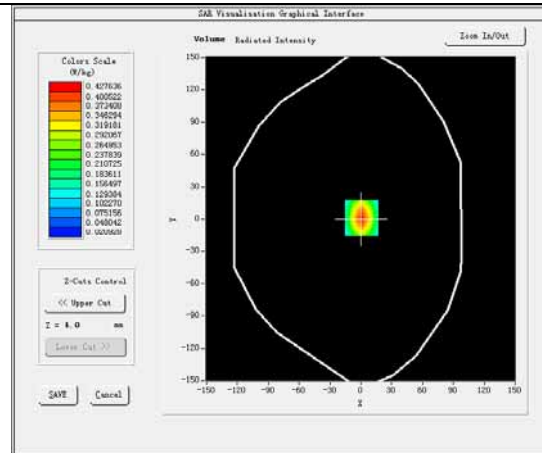 SAR Visualisation Graphical Interface
Volume Radiated Intensity
Zoom In/Out
Colors Scale
(W/kg)
0.427636
0.400522
0.373408
0.346294
0.319181
0.292067
0.264953
0.237839
0.210725
0.183611
0.156497
0.129384
0.102270
0.075156
0.048042
0.020928
Z-Cuts Control
<< Upper Cut
Z = 4.0 mm
Lower Cut >>
SAVE
Cancel
150
120
90
60
30
0
-30
-60
-90
-120
-150
Y
-150 -120 -90 -60 -30 0 30 60 90 120 150
X